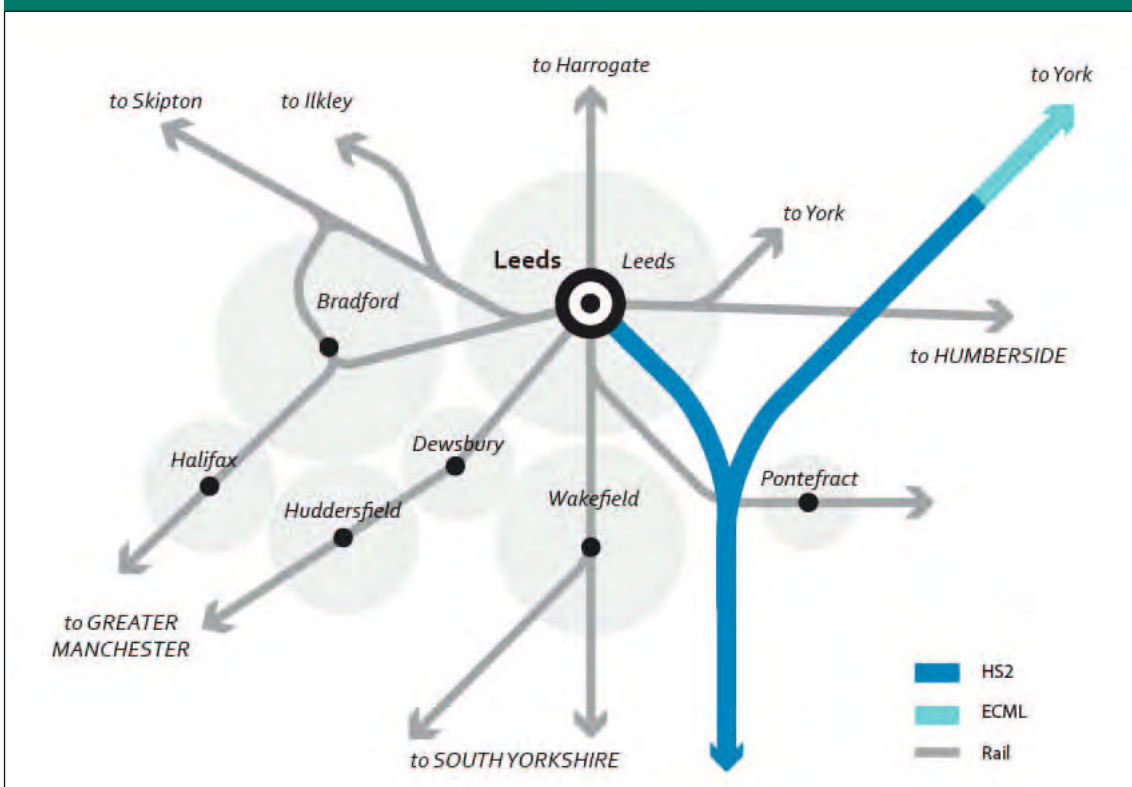 to Harrogate
to York
to Skipton
to Ilkley
to York
Leeds
Leeds
Bradford
to HUMBERSIDE
Dewsbury
Halifax
Pontefract
Wakefield
Huddersfield
to GREATER
MANCHESTER
HS2
ECML
Rail
to SOUTH YORKSHIRE